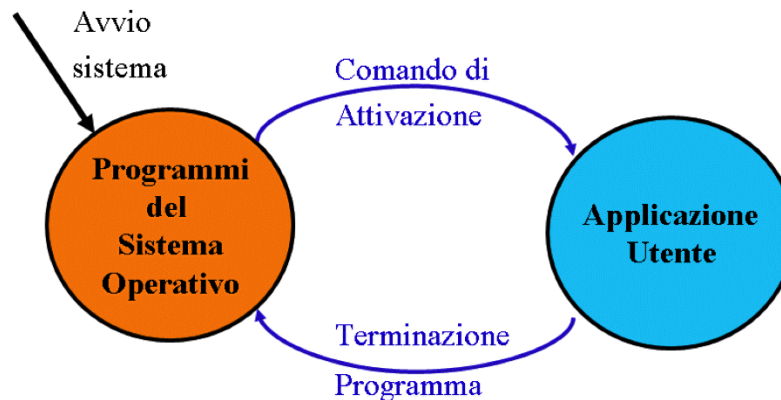 Avvio
sistema
Comando di
Attivazione
Programmi
del
Sistema
Operativo
Applicazione
Utente
Terminazione
Programma